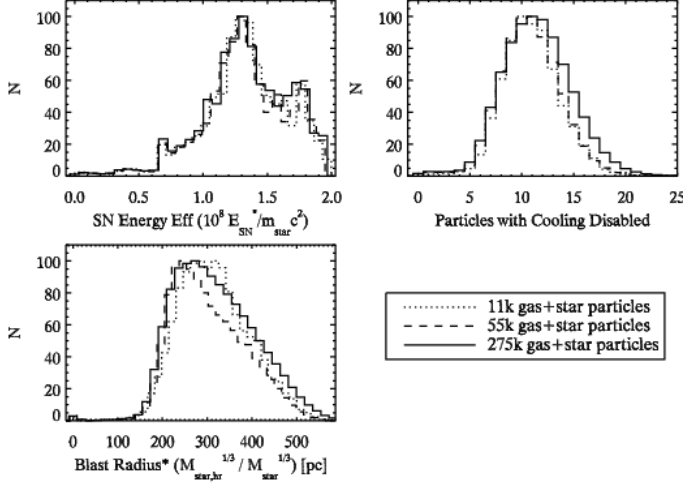 100
80
60
40
20
0
N
0.0 0.5 1.0 1.5 2.0
SN Energy Eff (10^8 E_SN^*/m_star c^2)
100
80
60
40
20
0
N
0 5 10 15 20 25
Particles with Cooling Disabled
100
80
60
40
20
0
N
0 100 200 300 400 500
Blast Radius* (M_star,hr^1/3 / M_star^1/3) [pc]
11k gas+star particles
55k gas+star particles
275k gas+star particles